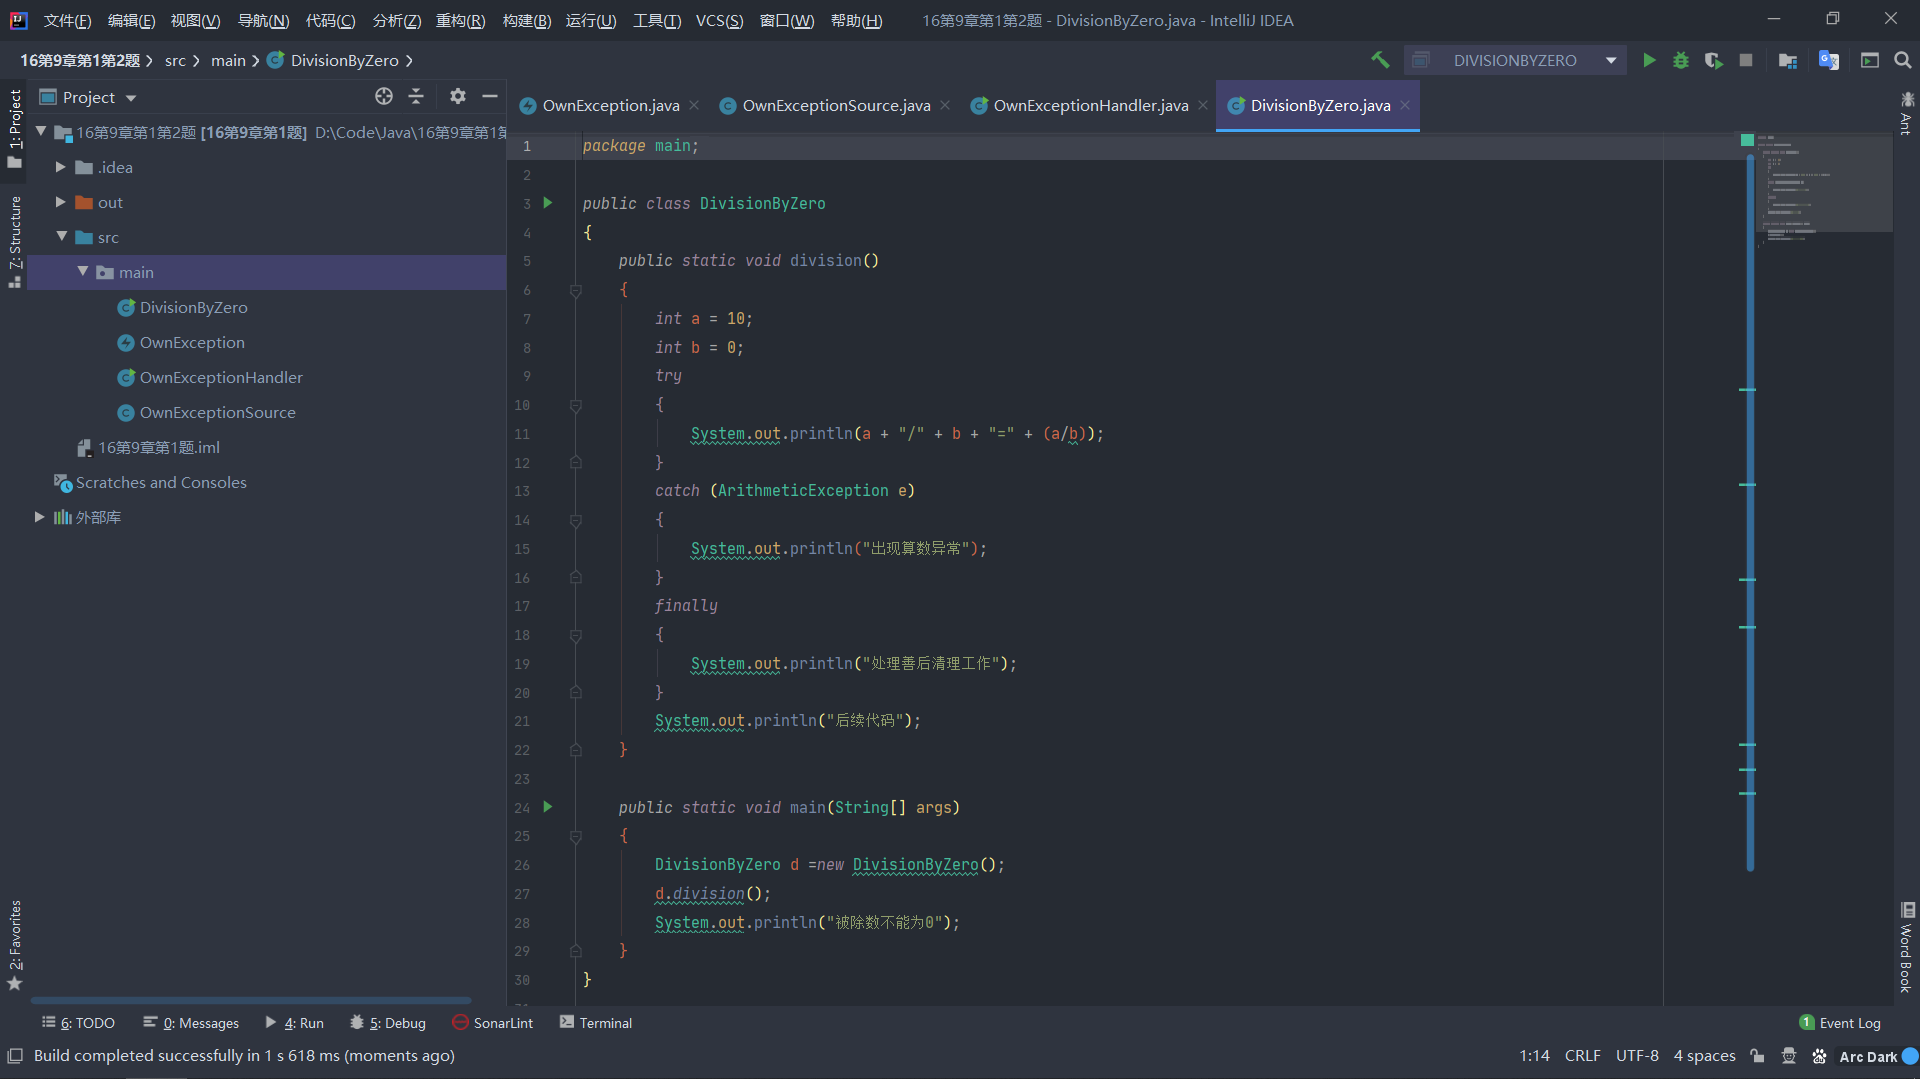 文件(F) 编辑(E) 视图(V) 导航(N) 代码(C) 分析(Z) 重构(R) 构建(B) 运行(U) 工具(T) VCS(S) 窗口(W) 帮助(H) 16第9章第1第2题 - DivisionByZero.java - IntelliJ IDEA
16第9章第1第2题 src main DivisionByZero DIVISIONBYZERO
1: Project
Z: Structure
2: Favorites
Project
16第9章第1第2题 [16第9章第1题] D:\Code\Java\16第9章第1第
.idea
out
src
main
DivisionByZero
OwnException
OwnExceptionHandler
OwnExceptionSource
16第9章第1题.iml
Scratches and Consoles
外部库
OwnException.java OwnExceptionSource.java OwnExceptionHandler.java DivisionByZero.java
1 package main;
2
3 public class DivisionByZero
4 {
5 public static void division()
6 {
7 int a = 10;
8 int b = 0;
9 try
10 {
11 System.out.println(a + "/" + b + "=" + (a/b));
12 }
13 catch (ArithmeticException e)
14 {
15 System.out.println("出现算数异常");
16 }
17 finally
18 {
19 System.out.println("处理善后清理工作");
20 }
21 System.out.println("后续代码");
22 }
23
24 public static void main(String[] args)
25 {
26 DivisionByZero d =new DivisionByZero();
27 d.division();
28 System.out.println("被除数不能为0");
29 }
30 }
Ant
Word Book
6: TODO 0: Messages 4: Run 5: Debug SonarLint Terminal 1 Event Log
Build completed successfully in 1 s 618 ms (moments ago) 1:14 CRLF UTF-8 4 spaces Arc Dark